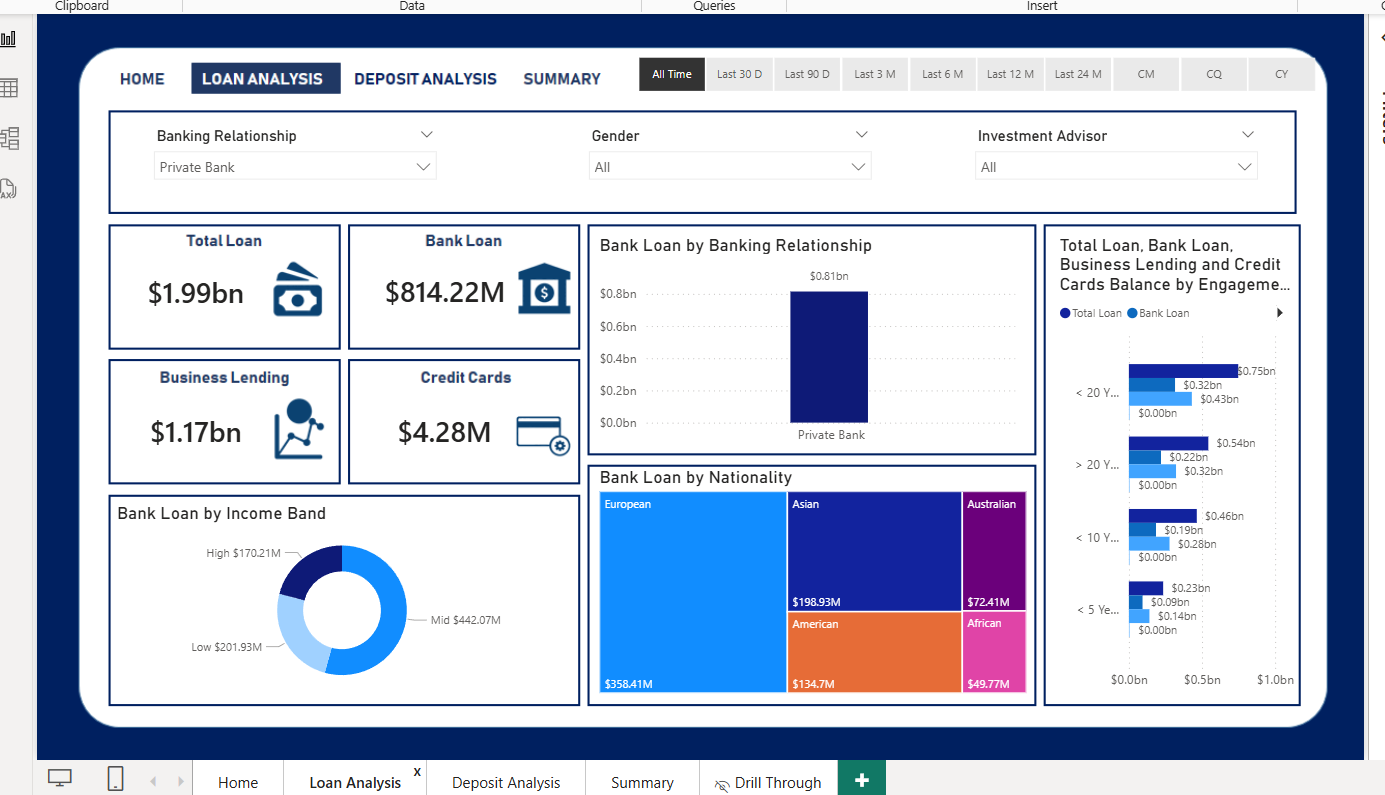 Clipboard
Data
Queries
Insert
HOME
LOAN ANALYSIS
DEPOSIT ANALYSIS
SUMMARY
All Time
Last 30 D
Last 90 D
Last 3 M
Last 6 M
Last 12 M
Last 24 M
CM
CQ
CY
Banking Relationship
Private Bank
Gender
All
Investment Advisor
All
Total Loan
$1.99bn
Bank Loan
$814.22M
Business Lending
$1.17bn
Credit Cards
$4.28M
Bank Loan by Banking Relationship
$0.81bn
$0.8bn
$0.6bn
$0.4bn
$0.2bn
$0.0bn
Private Bank
Total Loan, Bank Loan,
Business Lending and Credit
Cards Balance by Engageme...
Total Loan
Bank Loan
< 20 Y...
$0.75bn
$0.32bn
$0.43bn
$0.00bn
> 20 Y...
$0.54bn
$0.22bn
$0.32bn
$0.00bn
< 10 Y...
$0.46bn
$0.19bn
$0.28bn
$0.00bn
< 5 Ye...
$0.23bn
$0.09bn
$0.14bn
$0.00bn
$0.0bn
$0.5bn
$1.0bn
Bank Loan by Income Band
High $170.21M
Mid $442.07M
Low $201.93M
Bank Loan by Nationality
European
$358.41M
Asian
$198.93M
American
$134.7M
Australian
$72.41M
African
$49.77M
Home
Loan Analysis
x
Deposit Analysis
Summary
Drill Through
+